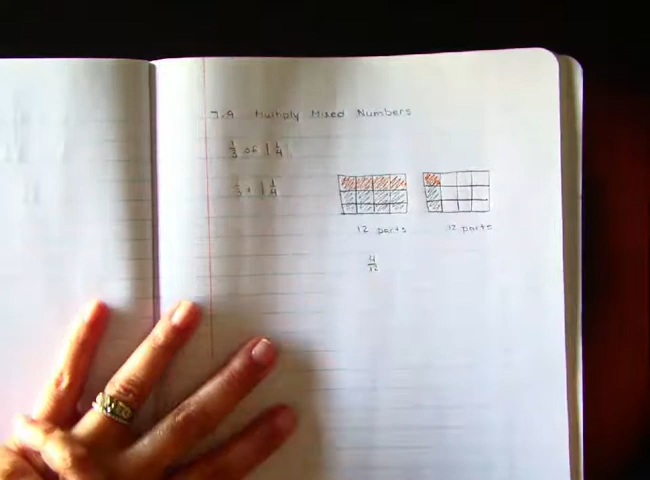 7.9 Multiply Mixed Numbers
1/3 of 1 1/4
1/3 · 1 1/4
12 parts 12 parts
4/12